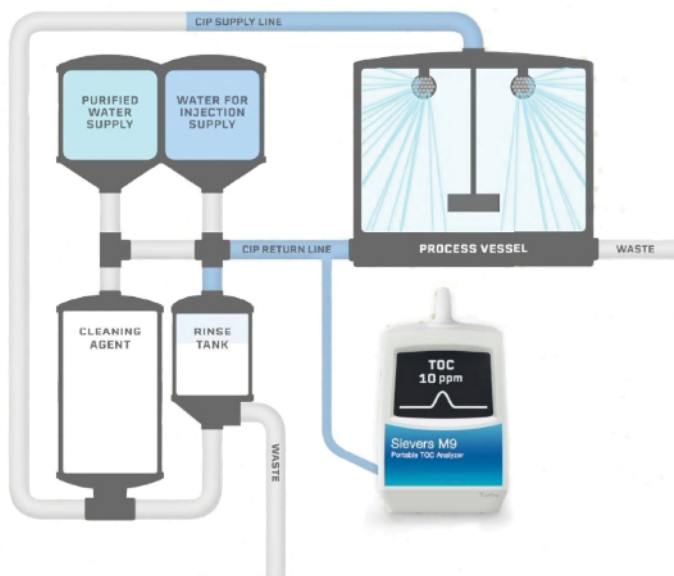 CIP SUPPLY LINE
PURIFIED
WATER
SUPPLY
WATER FOR
INJECTION
SUPPLY
CIP RETURN LINE
PROCESS VESSEL
WASTE
CLEANING
AGENT
RINSE
TANK
TOC
10 ppm
Sievers M9
Portable TOC Analyzer
Turbo
WASTE